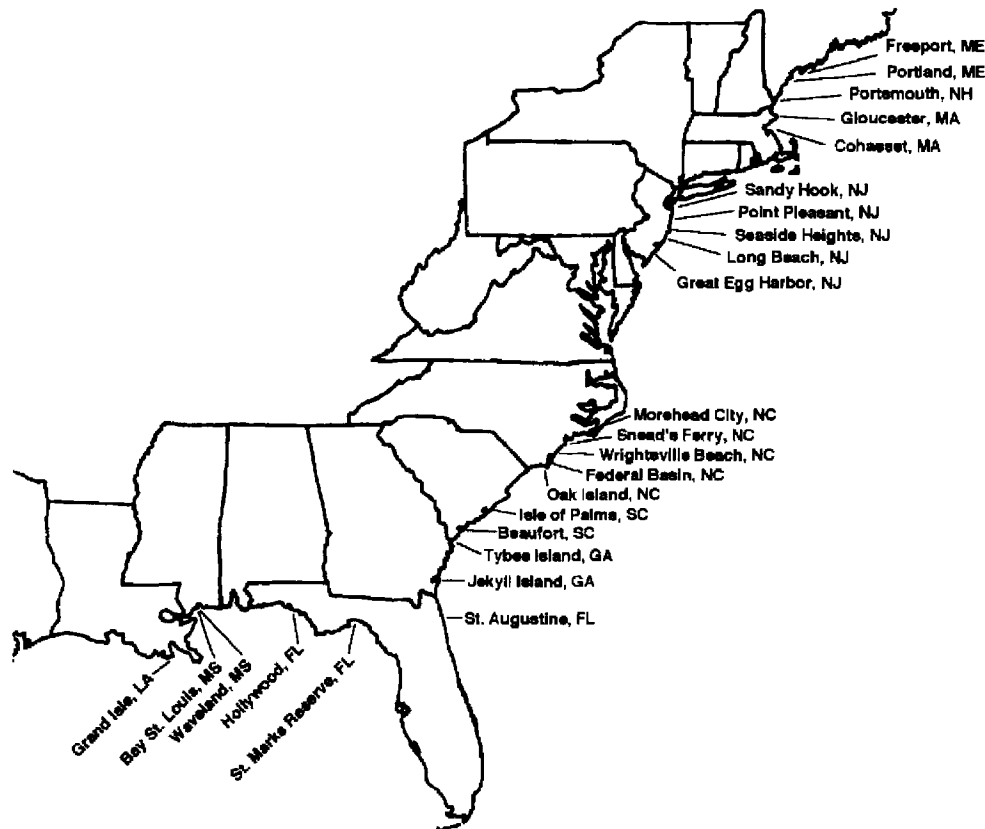 Freeport, ME
Portland, ME
Portsmouth, NH
Gloucester, MA
Cohasset, MA
Sandy Hook, NJ
Point Pleasant, NJ
Seaside Heights, NJ
Long Beach, NJ
Great Egg Harbor, NJ
Morehead City, NC
Snead's Ferry, NC
Wrightsville Beach, NC
Federal Basin, NC
Oak Island, NC
Isle of Palms, SC
Beaufort, SC
Tybee Island, GA
Jekyll Island, GA
St. Augustine, FL
Grand Isle, LA
Bay St. Louis, MS
Waveland, MS
Hollywood, FL
St. Marks Reserve, FL